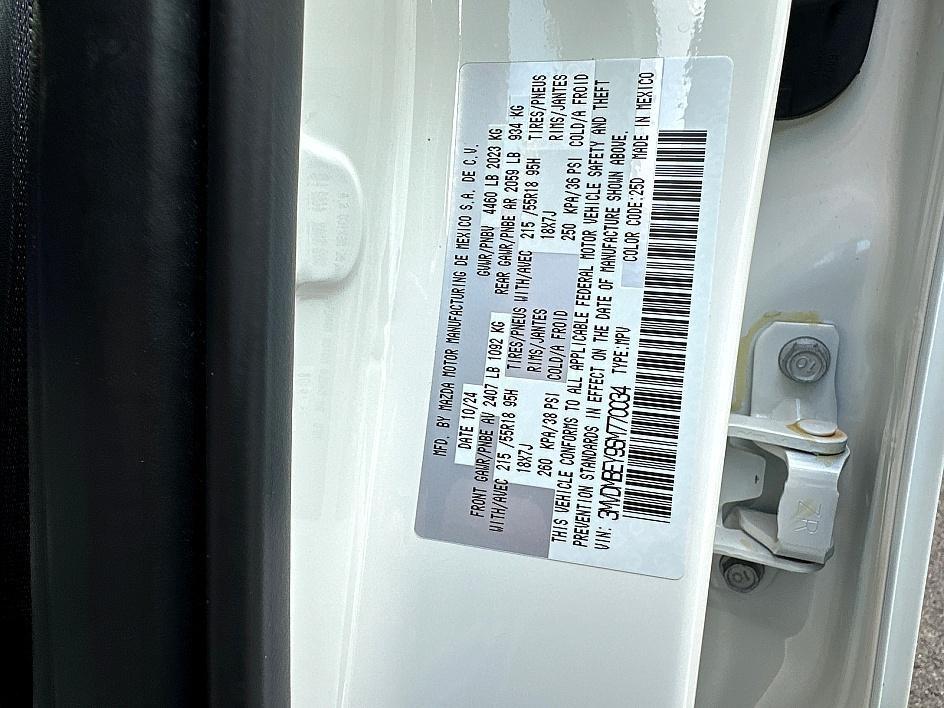 MFD. BY MAZDA MOTOR MANUFACTURING DE MEXICO S.A. DE C.V.
DATE 10/24 GVWR/PNBV 4460 LB 2023 KG
FRONT GAWR/PNBE AV 2407 LB 1092 KG REAR GAWR/PNBE AR 2059 LB 934 KG
WITH/AVEC 215 /55R18 95H TIRES/PNEUS WITH/AVEC 215 /55R18 95H TIRES/PNEUS
18X7J RIMS/JANTES 18X7J RIMS/JANTES
260 KPA/38 PSI COLD/A FROID 250 KPA/36 PSI COLD/A FROID
THIS VEHICLE CONFORMS TO ALL APPLICABLE FEDERAL MOTOR VEHICLE SAFETY AND THEFT
PREVENTION STANDARDS IN EFFECT ON THE DATE OF MANUFACTURE SHOWN ABOVE.
VIN: 3MVDMBEY9SM770034 TYPE:MPV COLOR CODE:25D MADE IN MEXICO
ZR
10